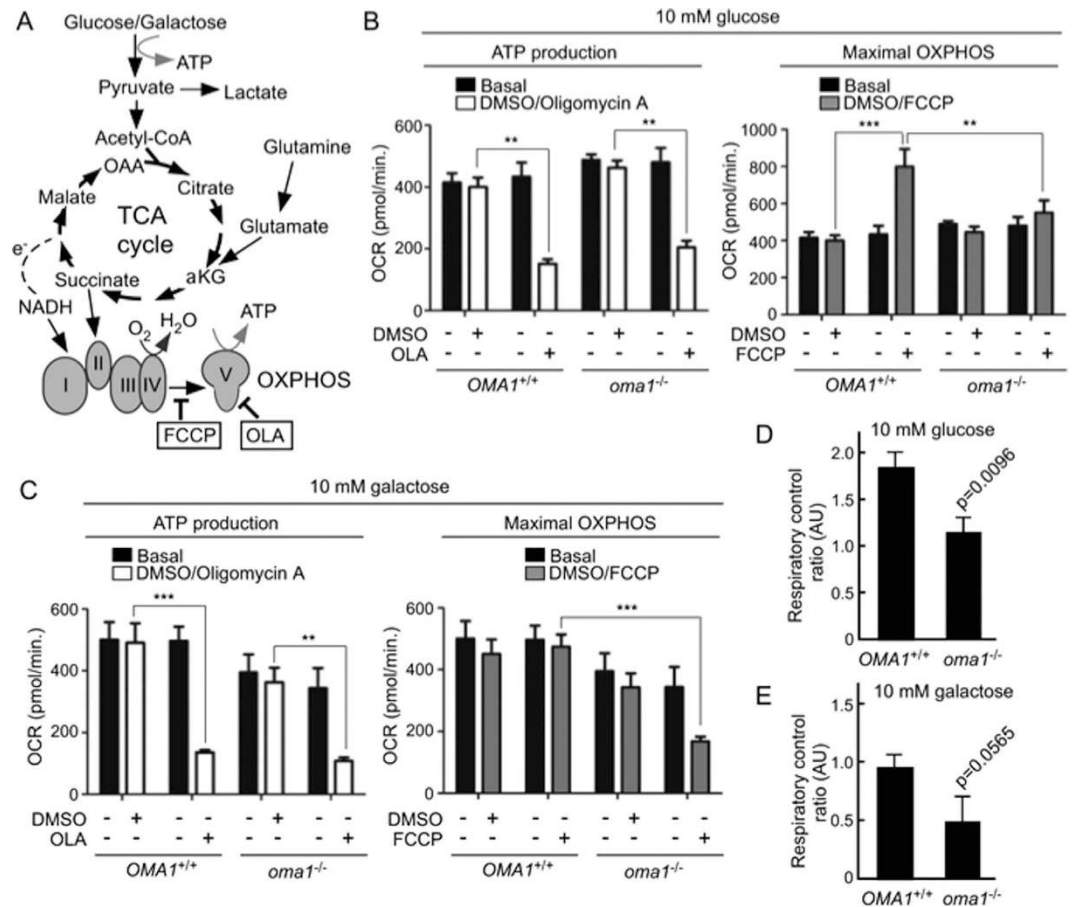 A
Glucose/Galactose
ATP
Pyruvate
Lactate
Acetyl-CoA
OAA
Glutamine
Malate
Citrate
TCA
cycle
Glutamate
e-
Succinate
aKG
NADH
O2
H2O
ATP
I
II
III
IV
V
OXPHOS
FCCP
OLA
B
10 mM glucose
ATP production
Basal
DMSO/Oligomycin A
OCR (pmol/min.)
600
400
200
0
**
**
DMSO - + - - - + - -
OLA - - - + - - - +
OMA1+/+
oma1-/-
Maximal OXPHOS
Basal
DMSO/FCCP
OCR (pmol/min.)
1000
800
600
400
200
0
***
**
DMSO - + - - - + - -
FCCP - - - + - - - +
OMA1+/+
oma1-/-
C
10 mM galactose
ATP production
Basal
DMSO/Oligomycin A
OCR (pmol/min.)
600
400
200
0
***
**
DMSO - + - - - + - -
OLA - - - + - - - +
OMA1+/+
oma1-/-
Maximal OXPHOS
Basal
DMSO/FCCP
OCR (pmol/min.)
600
400
200
0
***
DMSO - + - - - + - -
FCCP - - - + - - - +
OMA1+/+
oma1-/-
D
10 mM glucose
Respiratory control
ratio (AU)
2.0
1.5
1.0
0.5
0
p=0.0096
OMA1+/+
oma1-/-
E
10 mM galactose
Respiratory control
ratio (AU)
1.5
1.0
0.5
0
p=0.0565
OMA1+/+
oma1-/-